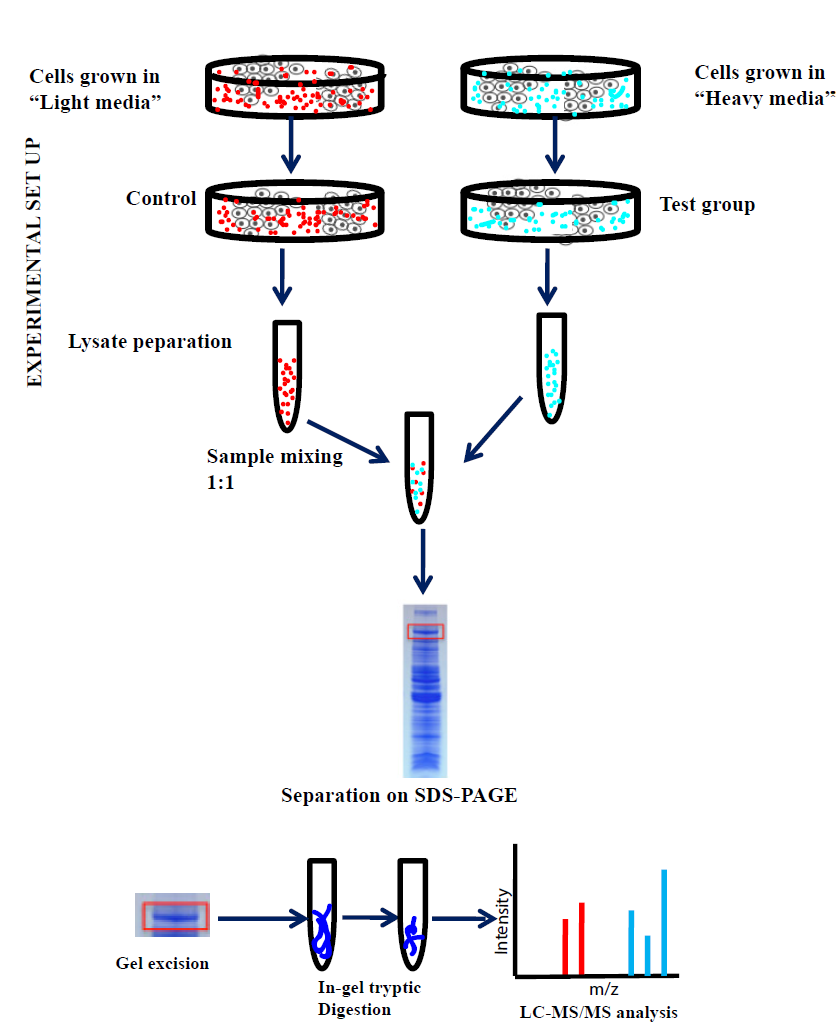 Cells grown in
“Light media”
Cells grown in
“Heavy media”
EXPERIMENTAL SET UP
Control
Test group
Lysate peparation
Sample mixing
1:1
Separation on SDS-PAGE
Gel excision
In-gel tryptic
Digestion
Intensity
m/z
LC-MS/MS analysis